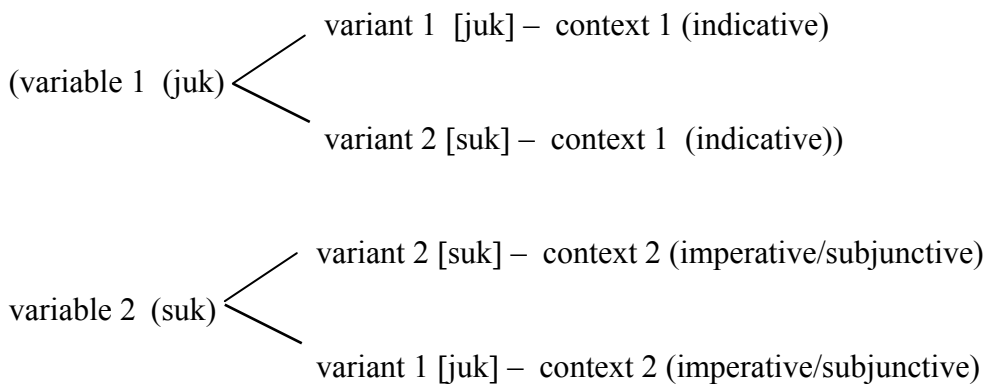 variant 1 [juk] – context 1 (indicative)
(variable 1 (juk)
variant 2 [suk] – context 1 (indicative))
variant 2 [suk] – context 2 (imperative/subjunctive)
variable 2 (suk)
variant 1 [juk] – context 2 (imperative/subjunctive)